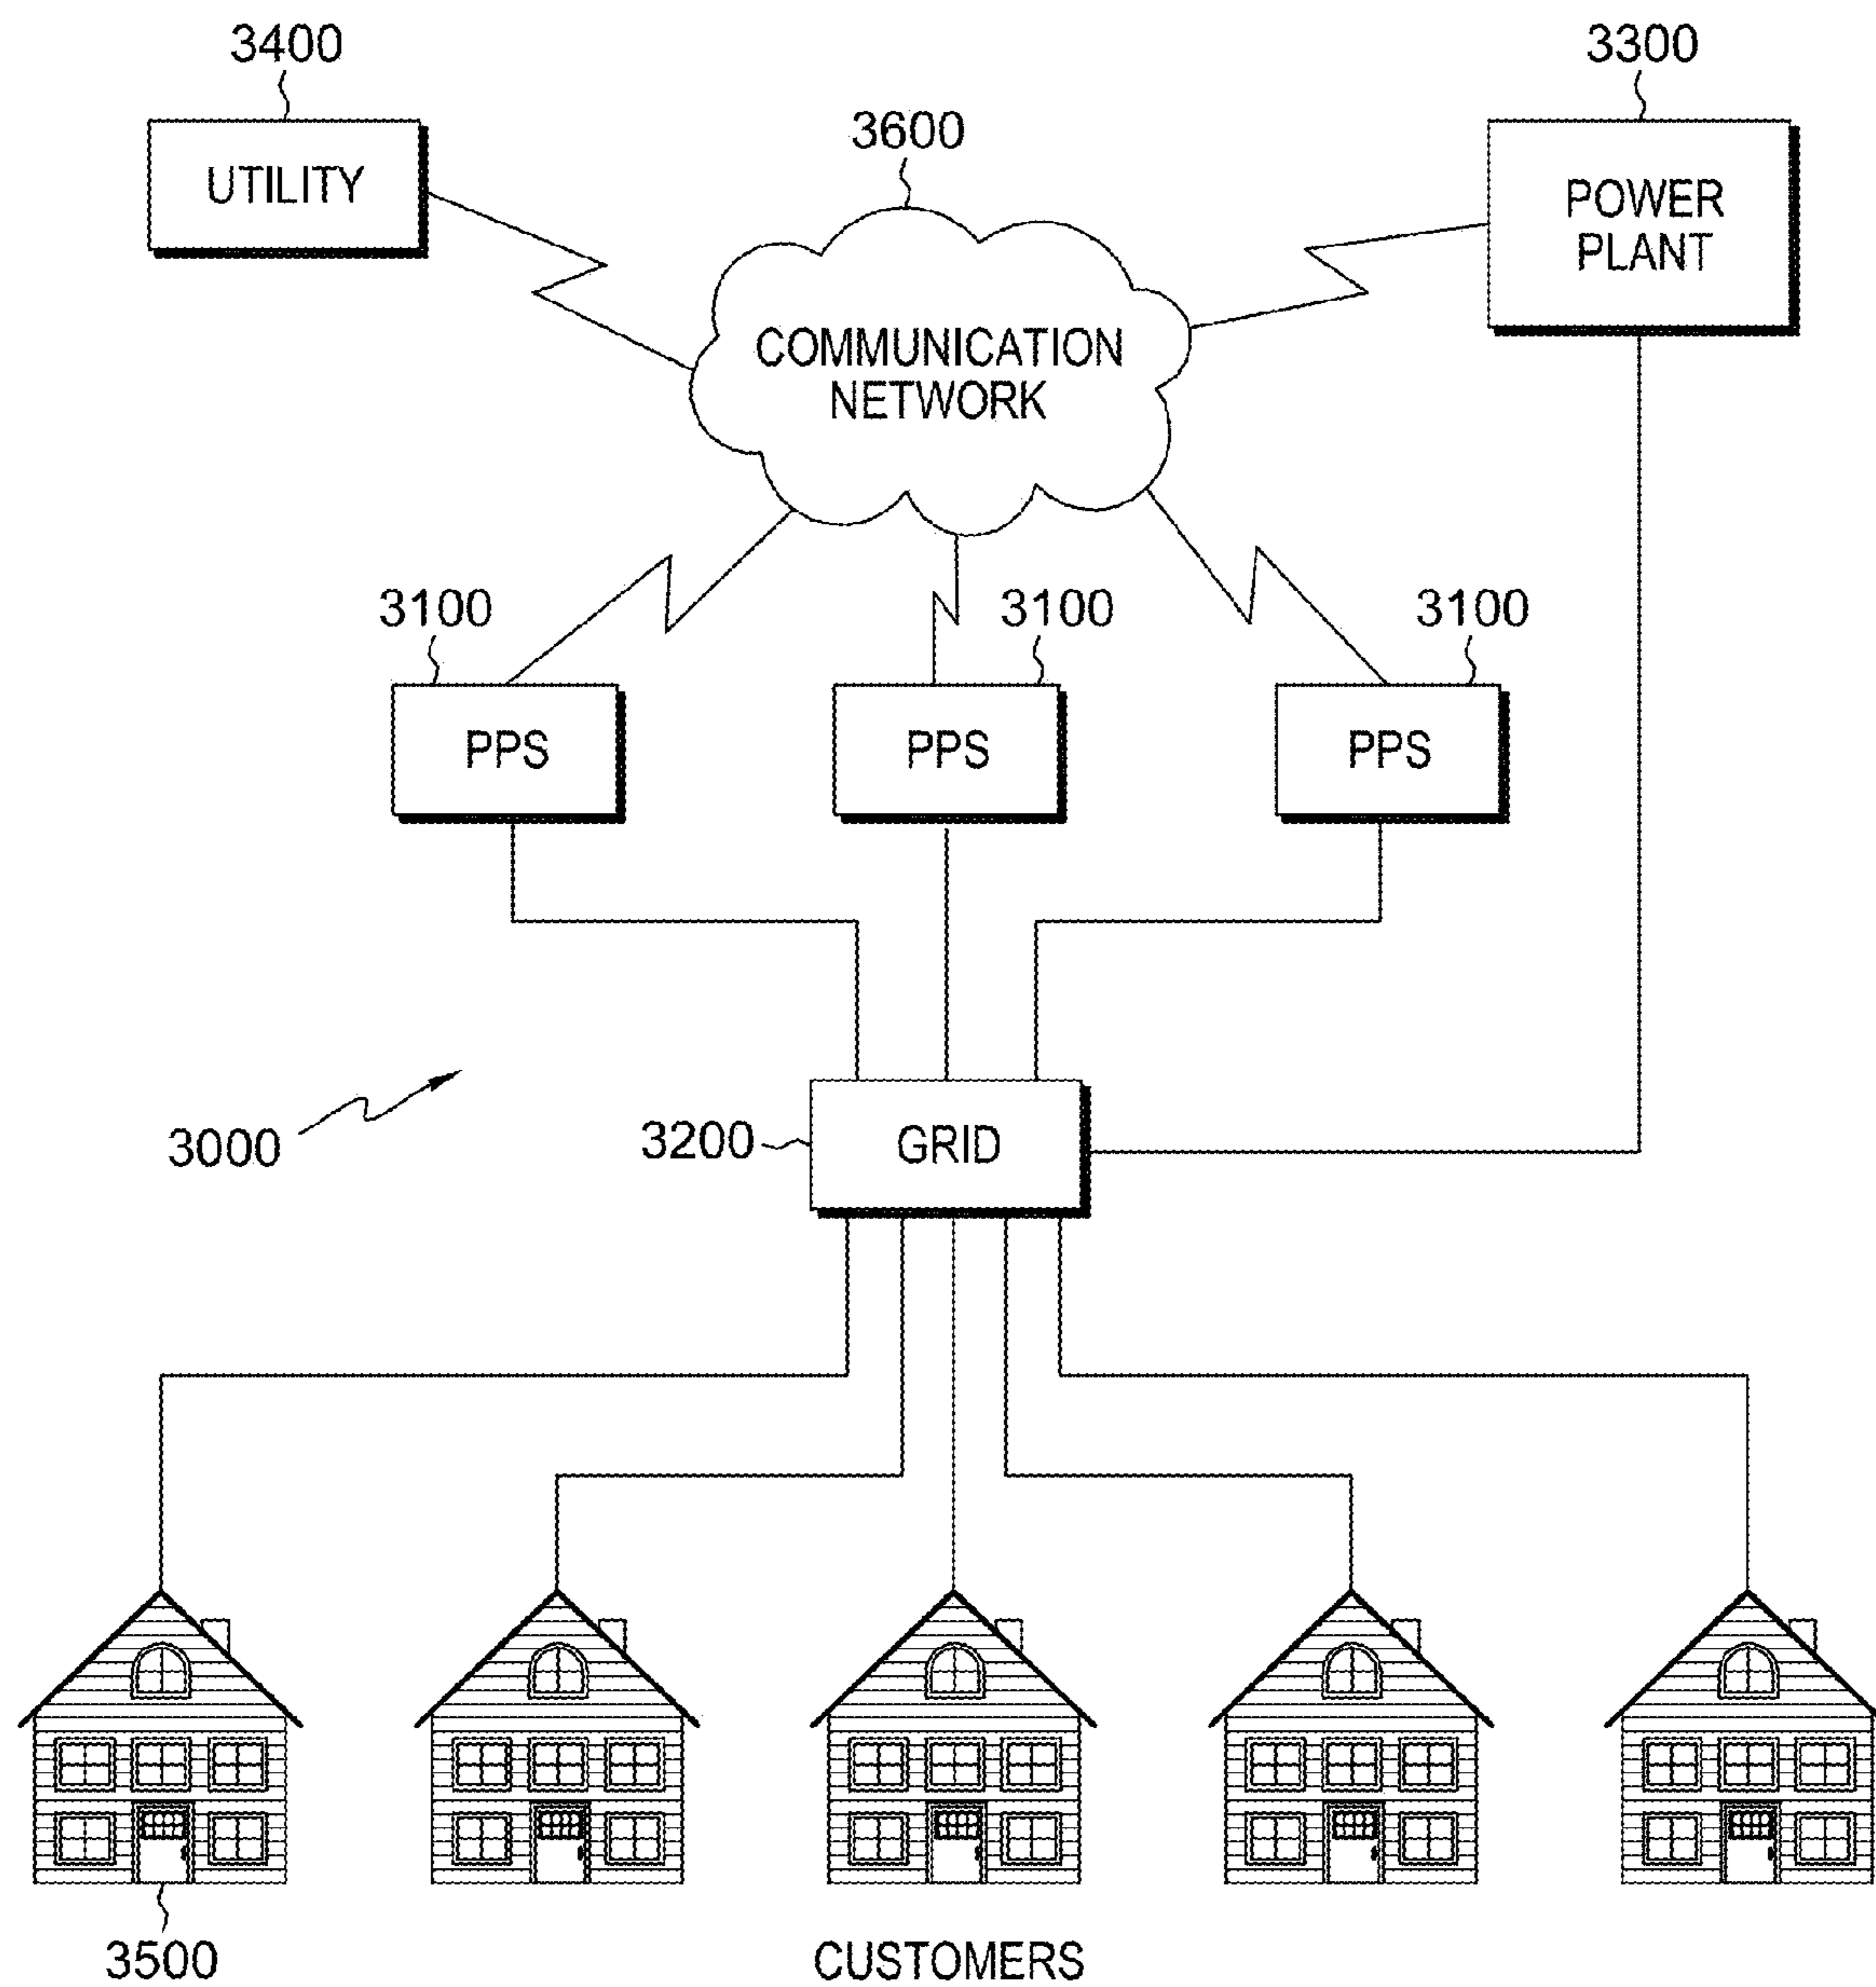 3400
3300
3600
UTILITY
POWER
PLANT
COMMUNICATION
NETWORK
3100
3100
3100
PPS
PPS
PPS
3000
3200
GRID
3500
CUSTOMERS